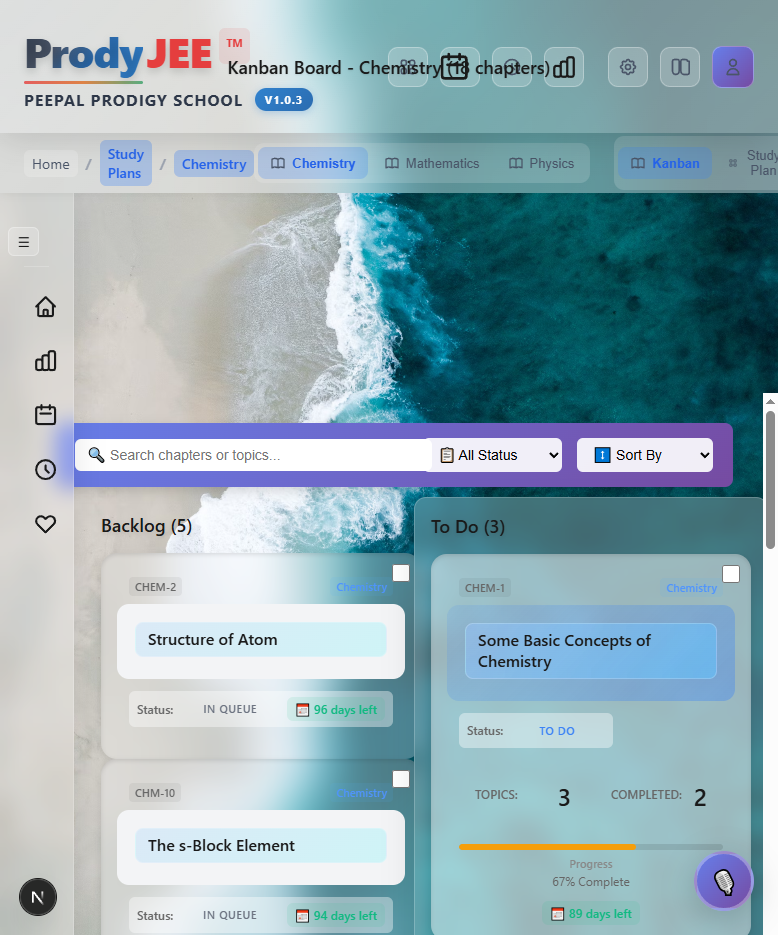 ProdyJEE TM
Kanban Board - Chemistry (18 chapters)
PEEPAL PRODIGY SCHOOL V1.0.3
Home / Study Plans / Chemistry
Chemistry Mathematics Physics
Kanban Study Plan
☰
🔍 Search chapters or topics...
📋 All Status
↕️ Sort By
Backlog (5)
CHEM-2 Chemistry
Structure of Atom
Status: IN QUEUE 📅 96 days left
CHM-10 Chemistry
The s-Block Element
Status: IN QUEUE 📅 94 days left
To Do (3)
CHEM-1 Chemistry
Some Basic Concepts of
Chemistry
Status: TO DO
TOPICS: 3 COMPLETED: 2
Progress
67% Complete
📅 89 days left
N